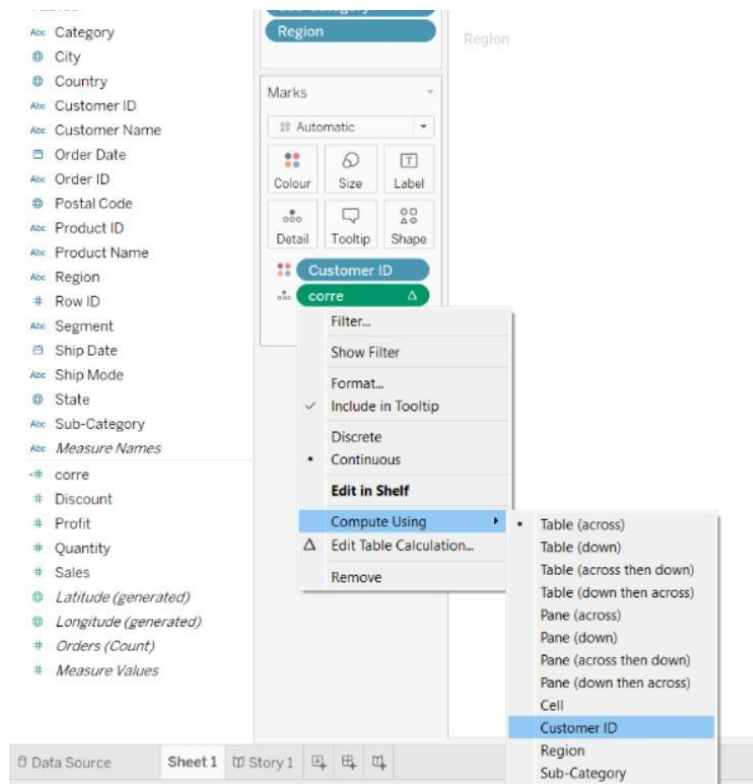 Category
City
Country
Customer ID
Customer Name
Order Date
Order ID
Postal Code
Product ID
Product Name
Region
Row ID
Segment
Ship Date
Ship Mode
State
Sub-Category
Measure Names
corre
Discount
Profit
Quantity
Sales
Latitude (generated)
Longitude (generated)
Orders (Count)
Measure Values
Region
Region
Marks
Automatic
Colour Size Label
Detail Tooltip Shape
Customer ID
corre
Filter...
Show Filter
Format...
Include in Tooltip
Discrete
Continuous
Edit in Shelf
Compute Using
Edit Table Calculation...
Remove
Table (across)
Table (down)
Table (across then down)
Table (down then across)
Pane (across)
Pane (down)
Pane (across then down)
Pane (down then across)
Cell
Customer ID
Region
Sub-Category
Data Source Sheet 1 Story 1